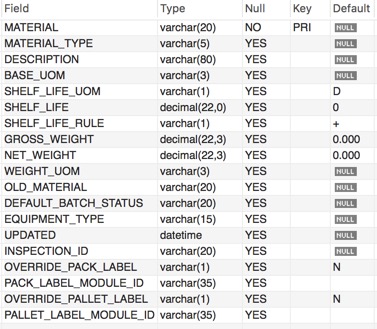 Field Type Null Key Default
MATERIAL varchar(20) NO PRI NULL
MATERIAL_TYPE varchar(5) YES NULL
DESCRIPTION varchar(80) YES NULL
BASE_UOM varchar(3) YES NULL
SHELF_LIFE_UOM varchar(1) YES D
SHELF_LIFE decimal(22,0) YES 0
SHELF_LIFE_RULE varchar(1) YES +
GROSS_WEIGHT decimal(22,3) YES 0.000
NET_WEIGHT decimal(22,3) YES 0.000
WEIGHT_UOM varchar(3) YES NULL
OLD_MATERIAL varchar(20) YES NULL
DEFAULT_BATCH_STATUS varchar(20) YES NULL
EQUIPMENT_TYPE varchar(15) YES NULL
UPDATED datetime YES NULL
INSPECTION_ID varchar(20) YES NULL
OVERRIDE_PACK_LABEL varchar(1) YES N
PACK_LABEL_MODULE_ID varchar(35) YES
OVERRIDE_PALLET_LABEL varchar(1) YES N
PALLET_LABEL_MODULE_ID varchar(35) YES